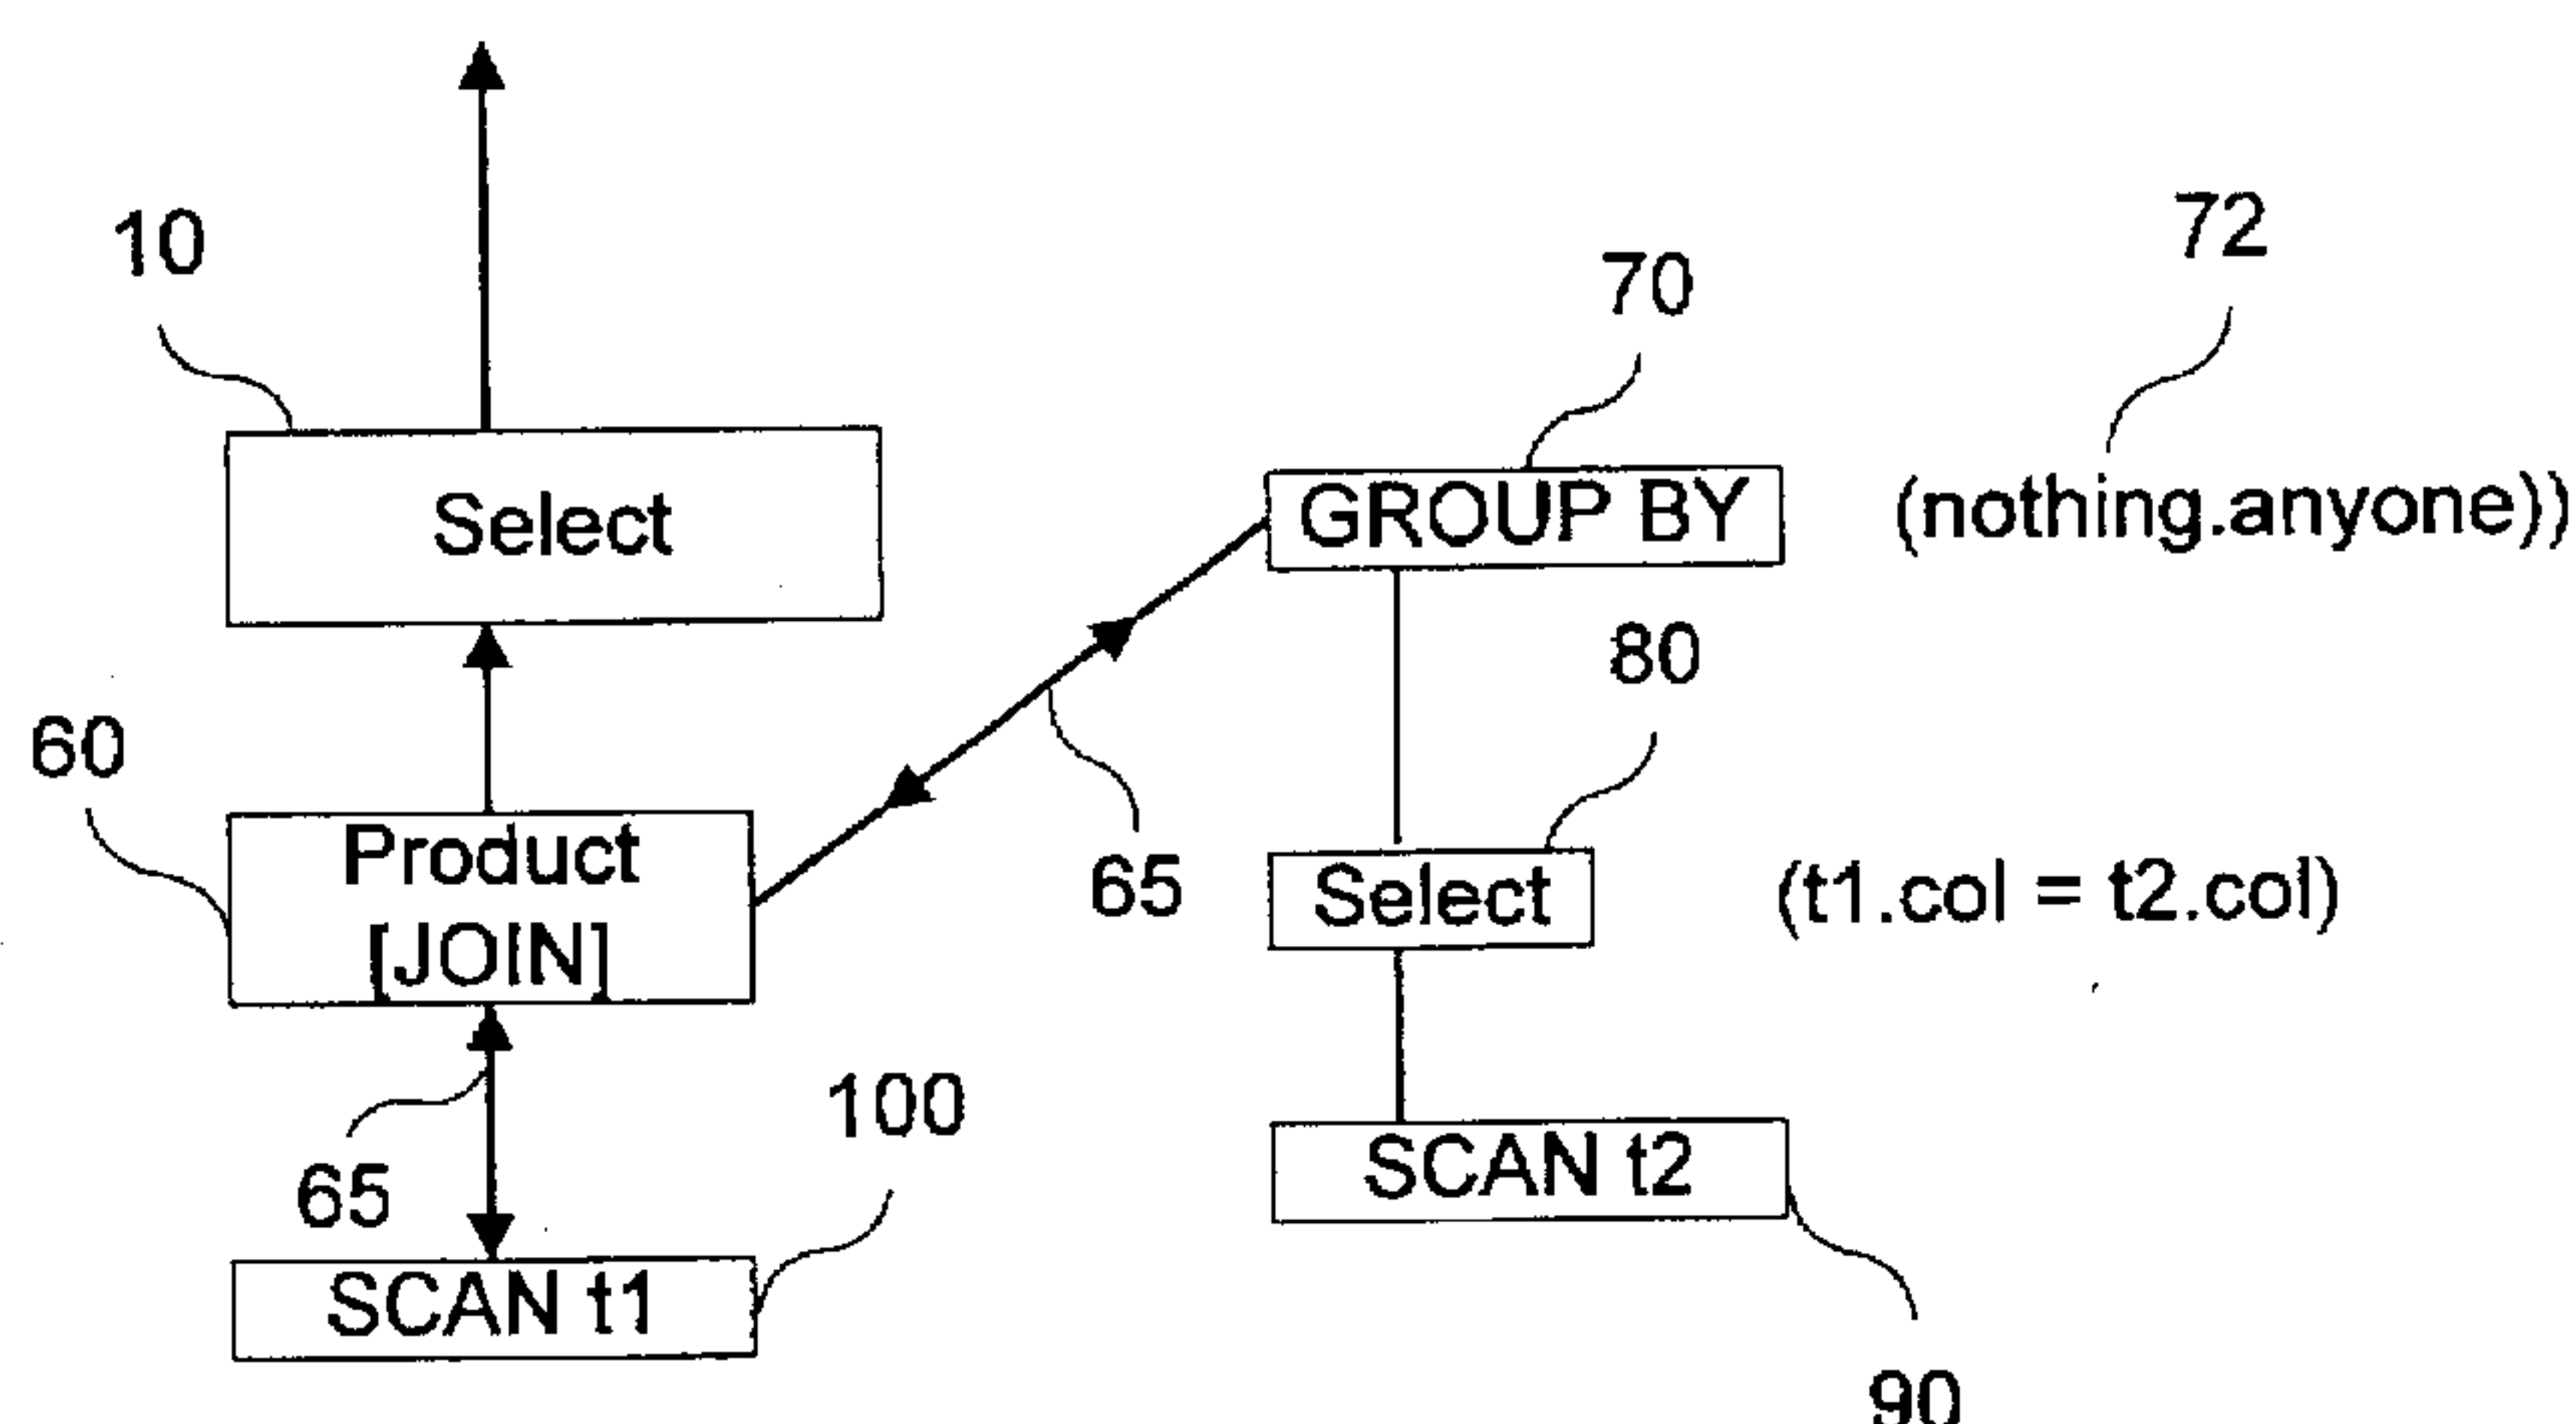 10
72
70
Select
GROUP BY (nothing.anyone))
80
60
Product
[JOIN]
65
Select (t1.col = t2.col)
65
100
SCAN t2
SCAN t1
90